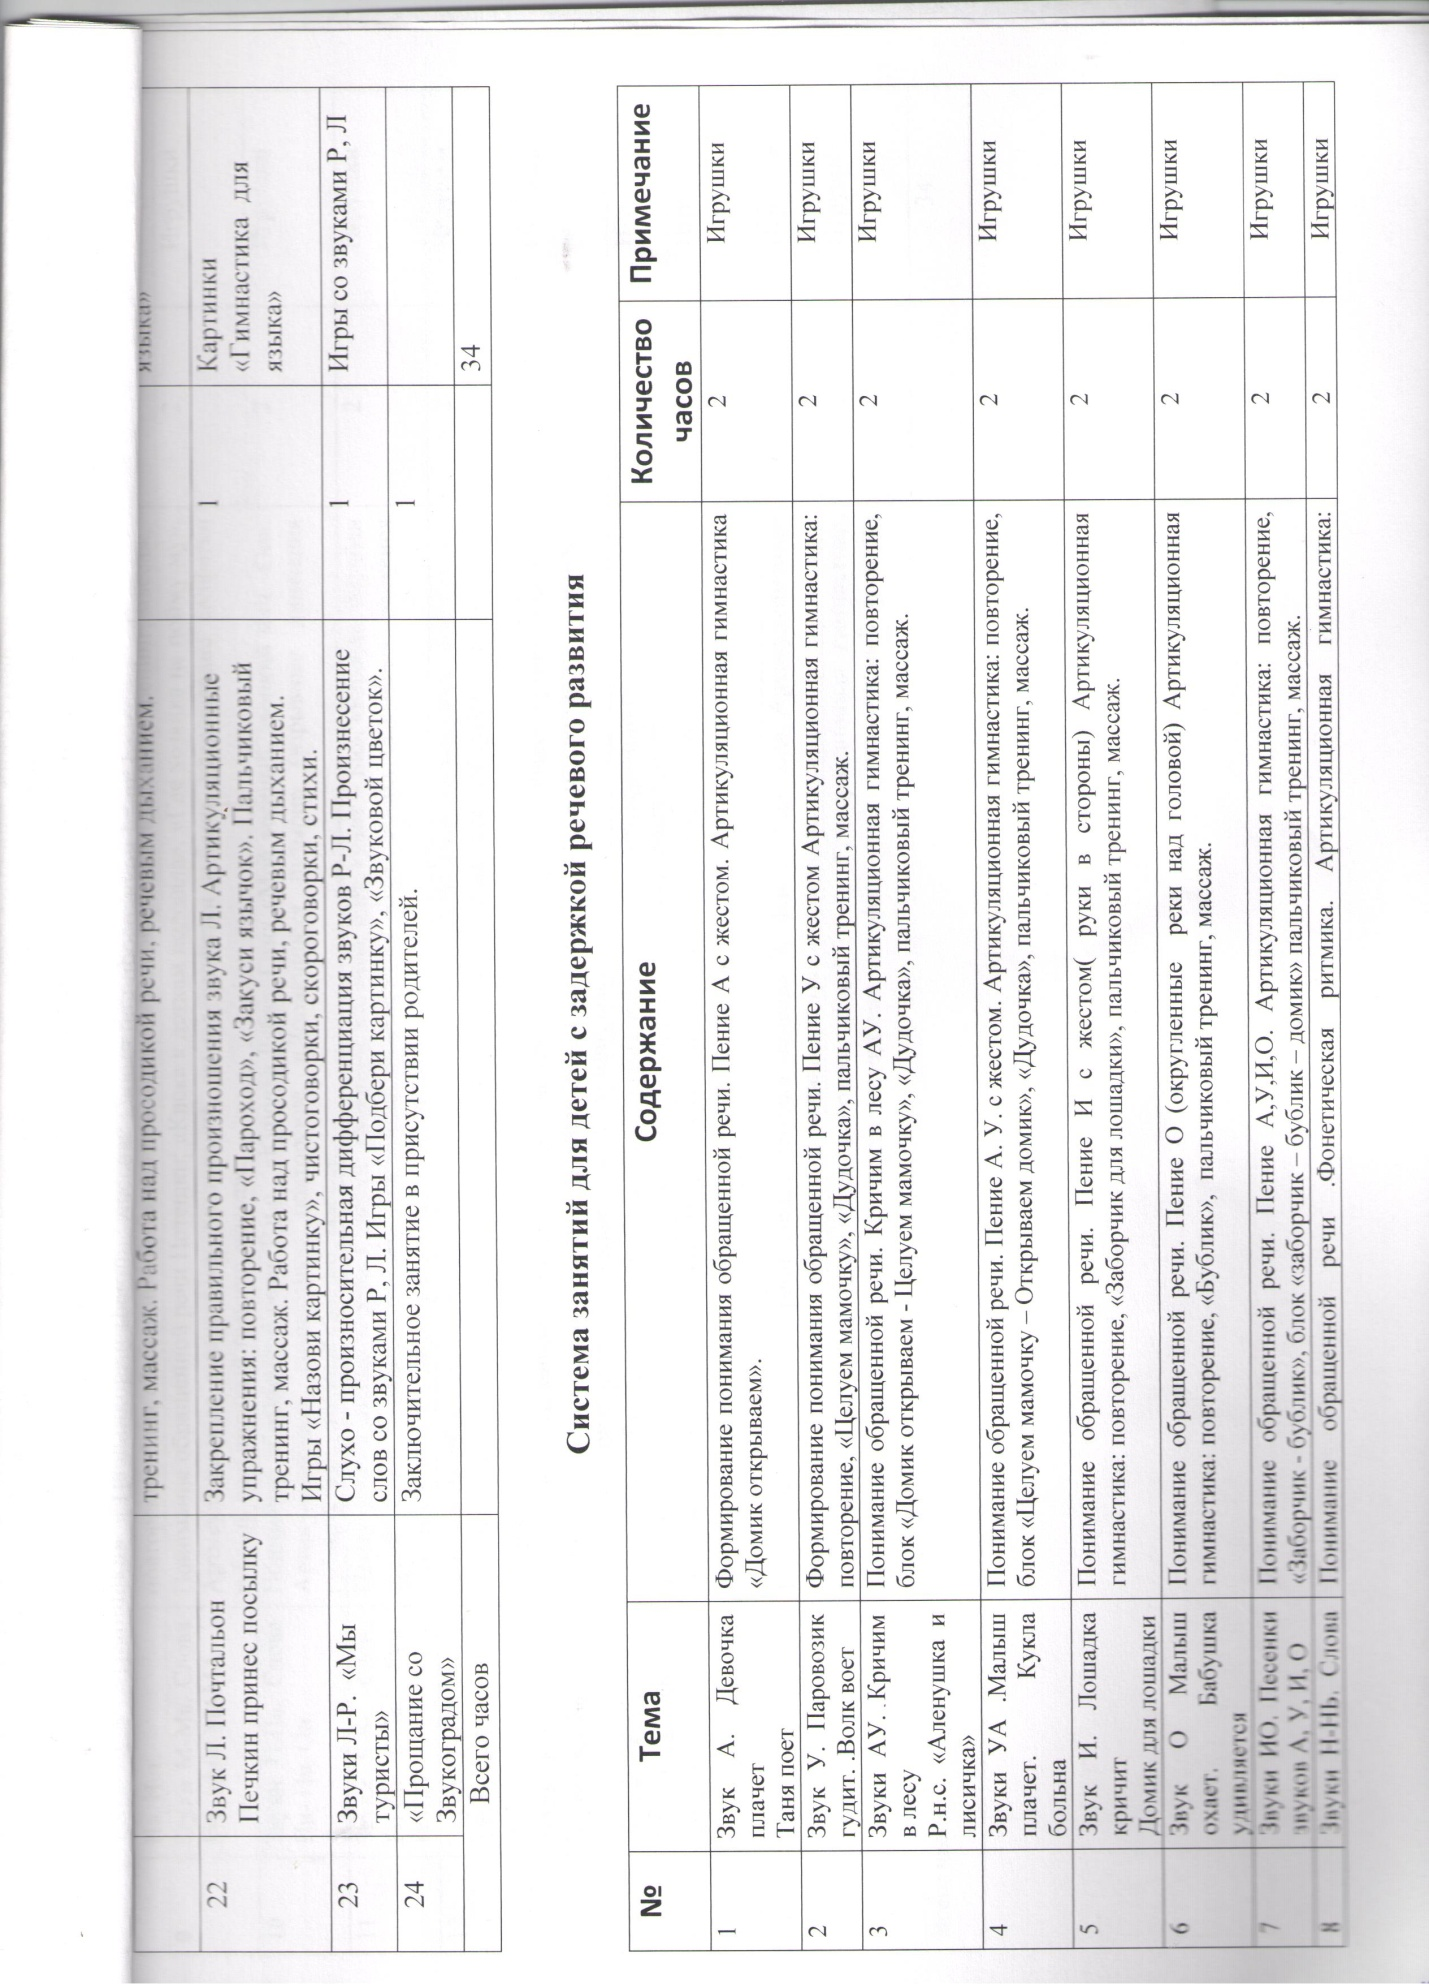 тренинг, массаж. Работа над просодикой речи, речевым дыханием.
языка»
22
Звук Л. Почтальон
Печкин принес посылку
Закрепление правильного произношения звука Л. Артикуляционные
упражнения: повторение, «Пароход», «Закуси язычок». Пальчиковый
тренинг, массаж. Работа над просодикой речи, речевым дыханием.
Игры «Назови картинку», чистоговорки, скороговорки, стихи.
1
Картинки
«Гимнастика для
языка»
23
Звуки Л-Р. «Мы
туристы»
Слухо - произносительная дифференциация звуков Р-Л. Произнесение
слов со звуками Р, Л. Игры «Подбери картинку», «Звуковой цветок».
1
Игры со звуками Р, Л
24
«Прощание со
Звукоградом»
Заключительное занятие в присутствии родителей.
1
Всего часов
34
Система занятий для детей с задержкой речевого развития
№
Тема
Содержание
Количество
часов
Примечание
1
Звук А. Девочка
плачет
Таня поет
Формирование понимания обращенной речи. Пение А с жестом. Артикуляционная гимнастика
«Домик открываем».
2
Игрушки
2
Звук У. Паровозик
гудит. .Волк воет
Формирование понимания обращенной речи. Пение У с жестом Артикуляционная гимнастика:
повторение, «Целуем мамочку», «Дудочка», пальчиковый тренинг, массаж.
2
Игрушки
3
Звуки АУ. .Кричим
в лесу
Р.н.с. «Аленушка и
лисичка»
Понимание обращенной речи. Кричим в лесу АУ. Артикуляционная гимнастика: повторение,
блок «Домик открываем - Целуем мамочку», «Дудочка», пальчиковый тренинг, массаж.
2
Игрушки
4
Звуки УА .Малыш
плачет. Кукла
больна
Понимание обращенной речи. Пение А. У. с жестом. Артикуляционная гимнастика: повторение,
блок «Целуем мамочку – Открываем домик», «Дудочка», пальчиковый тренинг, массаж.
2
Игрушки
5
Звук И. Лошадка
кричит
Домик для лошадки
Понимание обращенной речи. Пение И с жестом( руки в стороны) Артикуляционная
гимнастика: повторение, «Заборчик для лошадки», пальчиковый тренинг, массаж.
2
Игрушки
6
Звук О Малыш
охает. Бабушка
удивляется
Понимание обращенной речи. Пение О (округленные реки над головой) Артикуляционная
гимнастика: повторение, «Бублик», пальчиковый тренинг, массаж.
2
Игрушки
7
Звуки ИО. Песенки
звуков А, У, И, О
Понимание обращенной речи. Пение А,У,И,О. Артикуляционная гимнастика: повторение,
«Заборчик - бублик», блок «заборчик – бублик – домик» пальчиковый тренинг, массаж.
2
Игрушки
8
Звуки Н-Нь. Слова
Понимание обращенной речи .Фонетическая ритмика. Артикуляционная гимнастика:
2
Игрушки